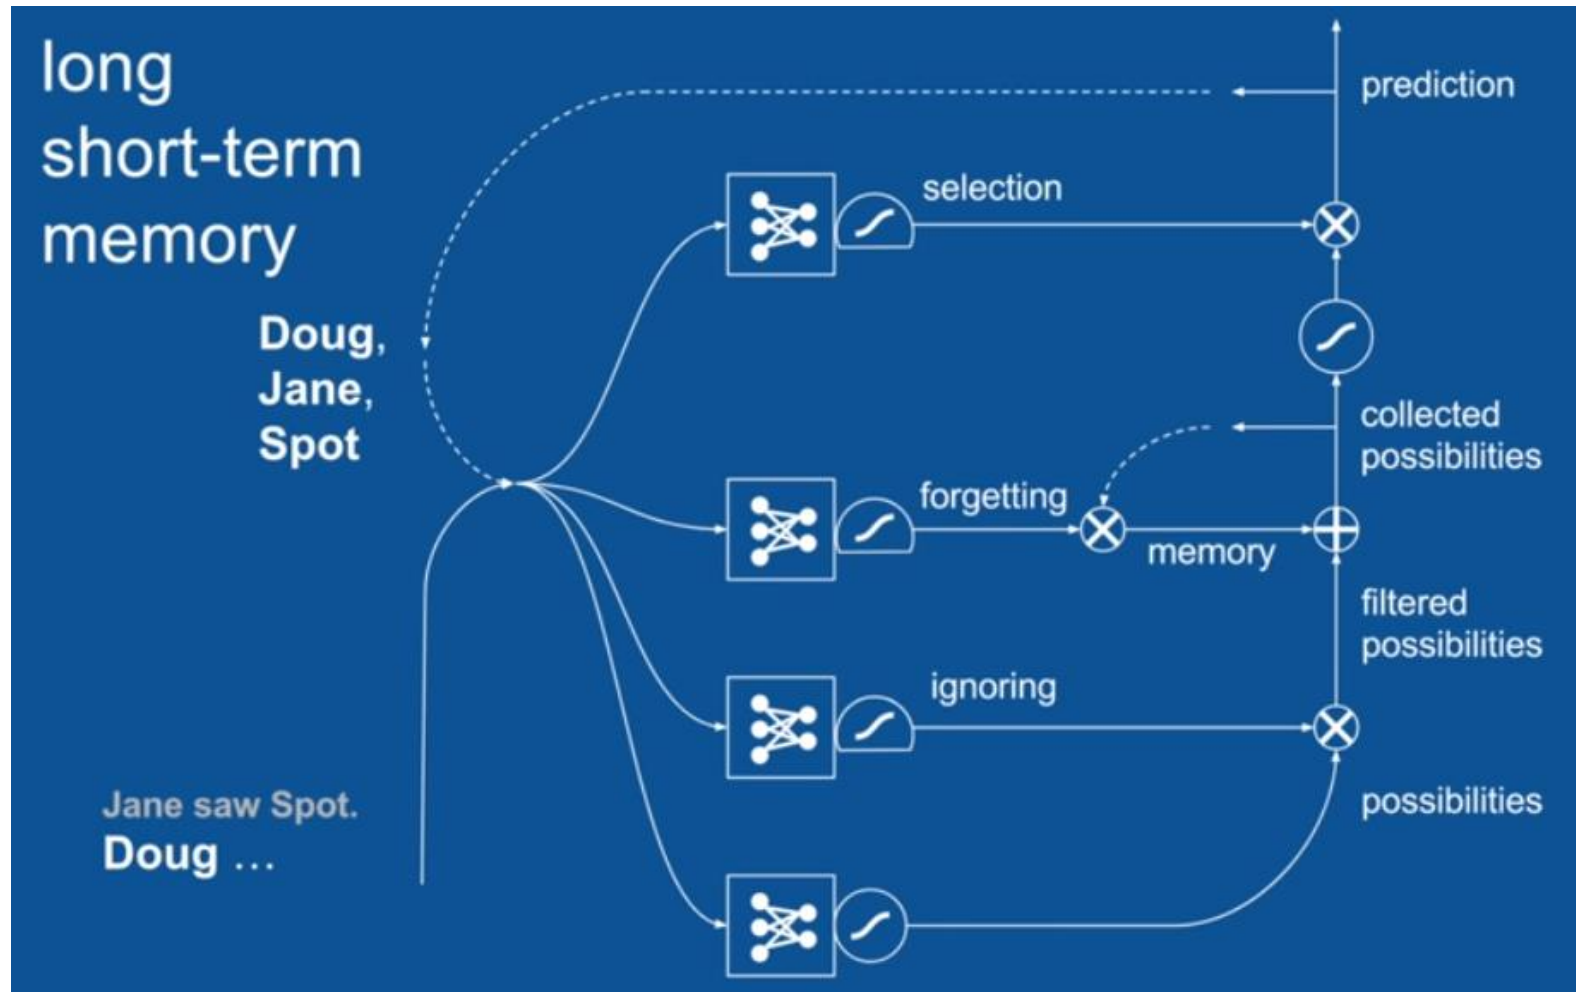 long
short-term
memory
prediction
selection
Doug,
Jane,
Spot
collected
possibilities
forgetting
memory
filtered
possibilities
ignoring
Jane saw Spot.
Doug ...
possibilities